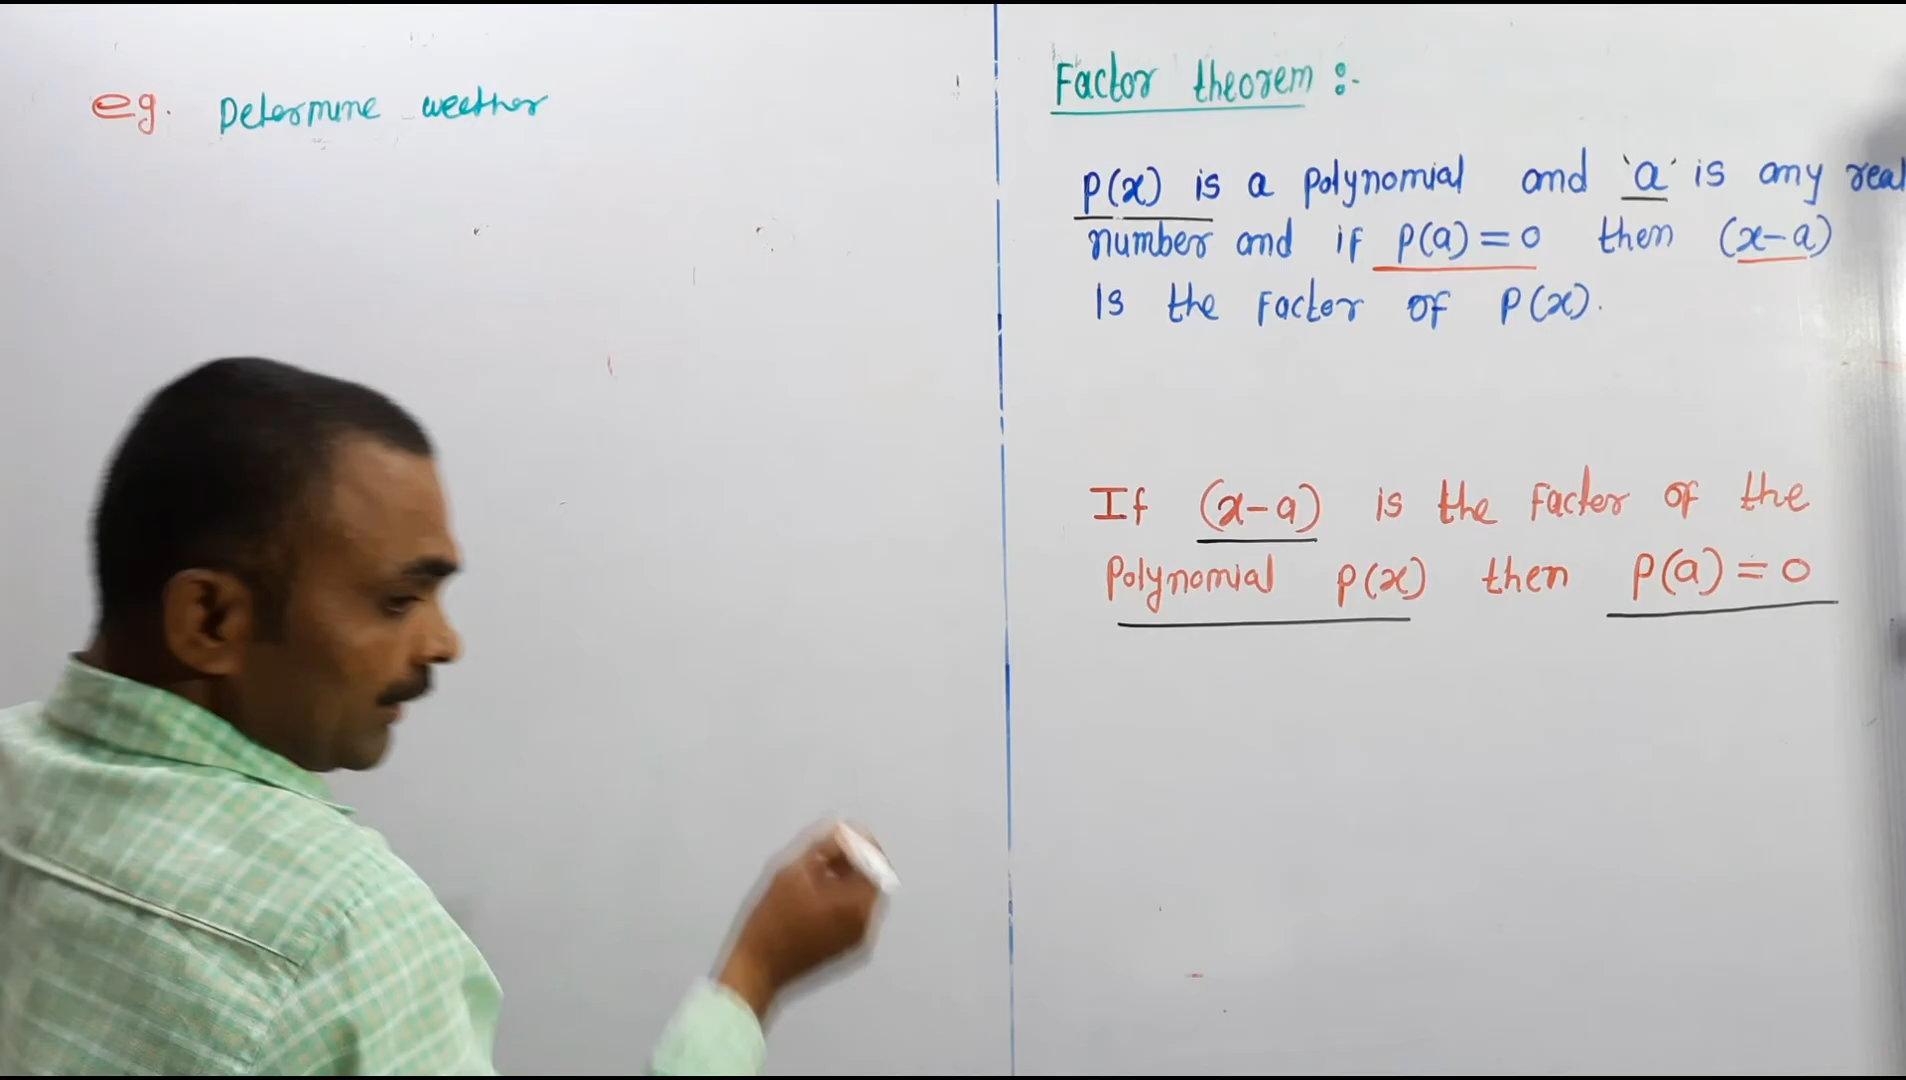 eg. Determine weether
Factor theorem :-
P(x) is a polynomial and 'a' is any real
number and if P(a) = 0 then (x-a)
Is the Factor of P(x).
If (x-a) is the Factor of the
Polynomial P(x) then P(a) = 0